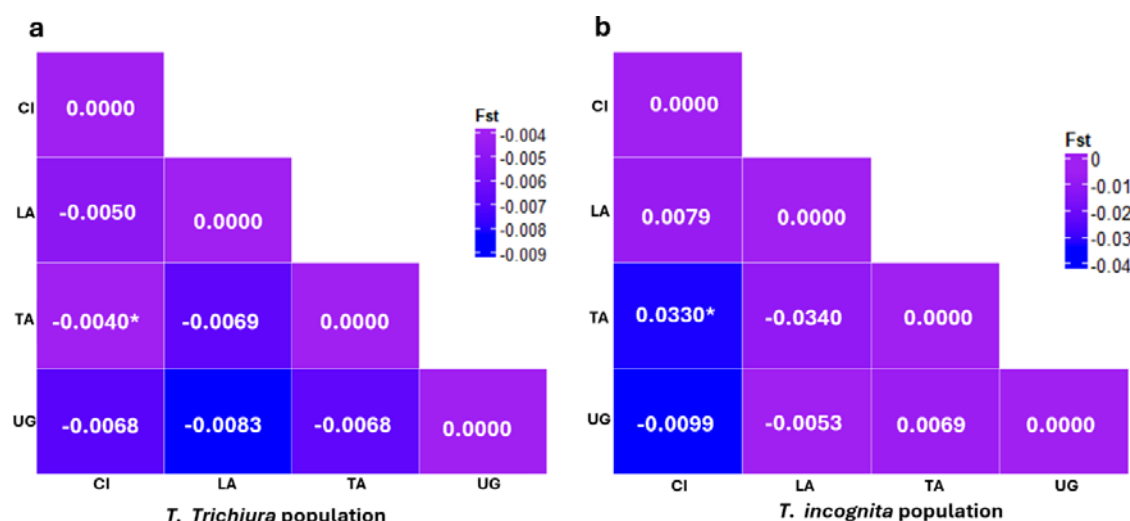 a
CI
0.0000
LA
-0.0050
0.0000
TA
-0.0040*
-0.0069
0.0000
UG
-0.0068
-0.0083
-0.0068
0.0000
CI
LA
TA
UG
Fst
-0.004
-0.005
-0.006
-0.007
-0.008
-0.009
T. Trichiura population
b
CI
0.0000
LA
0.0079
0.0000
TA
0.0330*
-0.0340
0.0000
UG
-0.0099
-0.0053
0.0069
0.0000
CI
LA
TA
UG
Fst
0
-0.01
-0.02
-0.03
-0.04
T. incognita population